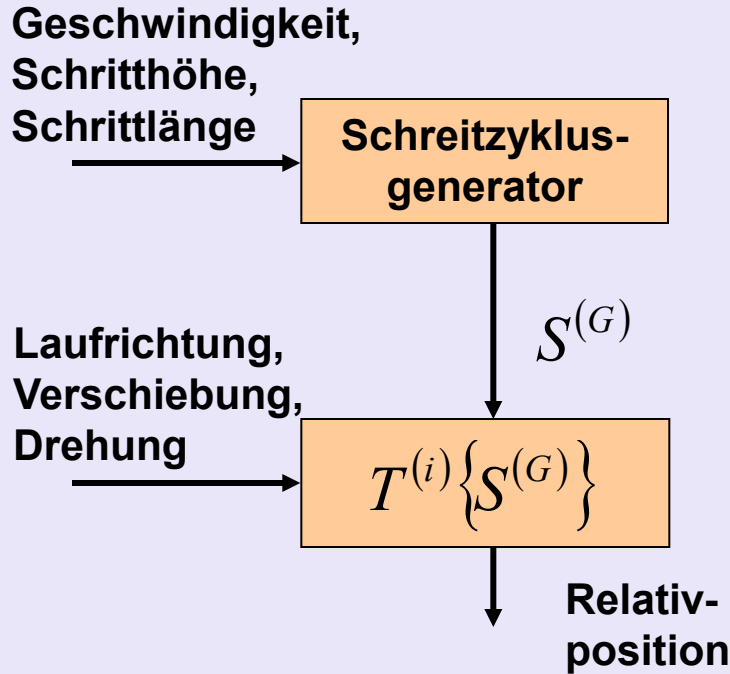 Geschwindigkeit,
Schritthöhe,
Schrittlänge
Schreitzyklus-
generator
S^(G)
Laufrichtung,
Verschiebung,
Drehung
T^(i){S^(G)}
Relativ-
position